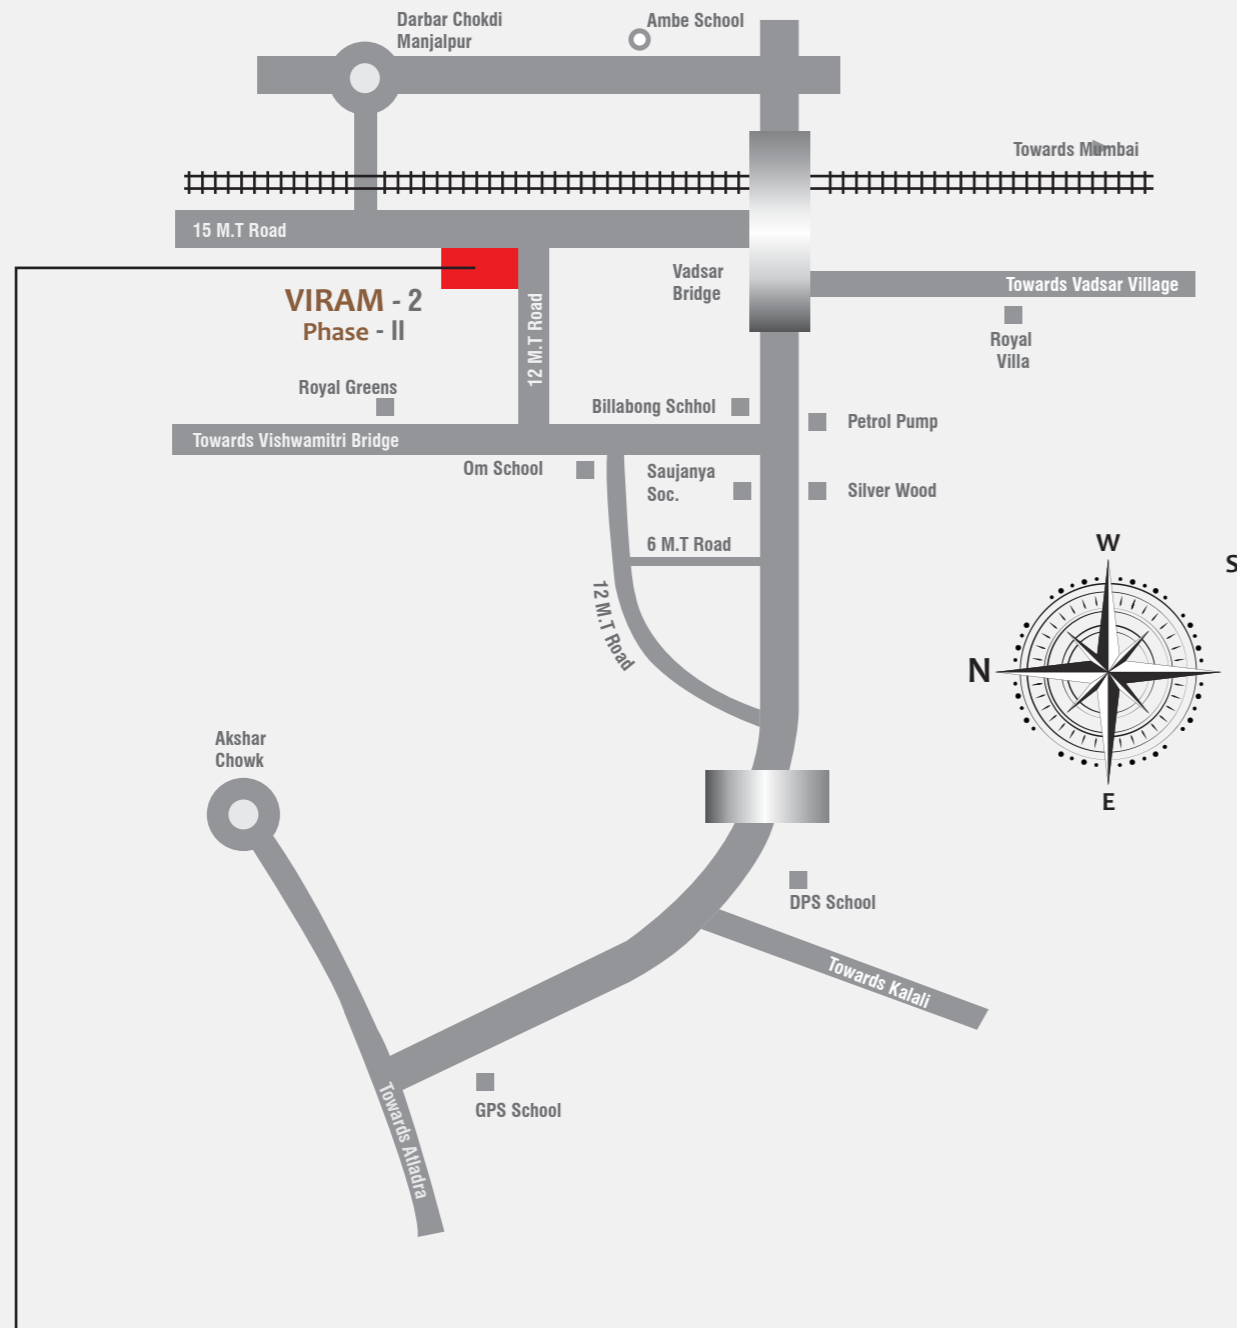 Darbar Chokdi
Manjalpur
Ambe School
Towards Mumbai
15 M.T Road
VIRAM - 2
Phase - II
12 M.T Road
Vadsar
Bridge
Towards Vadsar Village
Royal
Villa
Royal Greens
Billabong Schhol
Petrol Pump
Towards Vishwamitri Bridge
Om School
Saujanya
Soc.
Silver Wood
6 M.T Road
12 M.T Road
W
S
N
E
Akshar
Chowk
DPS School
Towards Kalali
GPS School
Towards Atladra